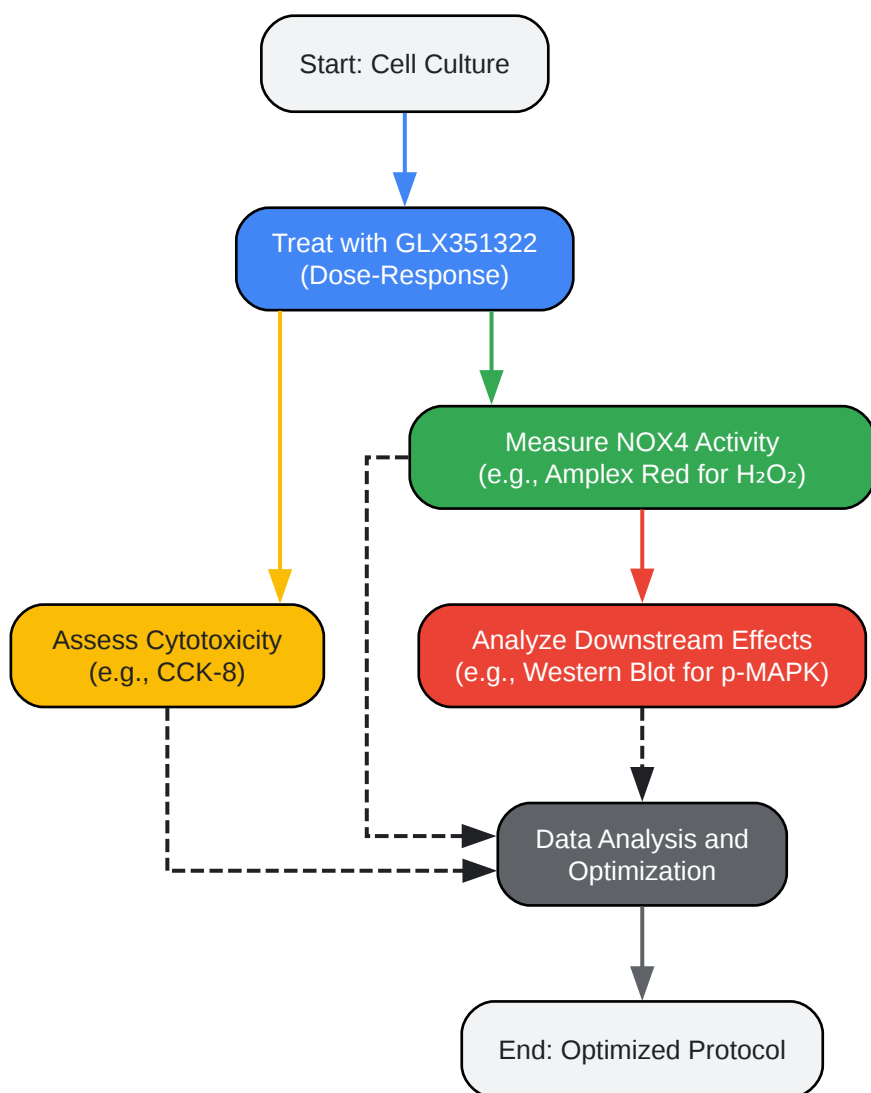 Start: Cell Culture
Treat with GLX351322
(Dose-Response)
Measure NOX4 Activity
(e.g., Amplex Red for H₂O₂)
Assess Cytotoxicity
(e.g., CCK-8)
Analyze Downstream Effects
(e.g., Western Blot for p-MAPK)
Data Analysis and
Optimization
End: Optimized Protocol